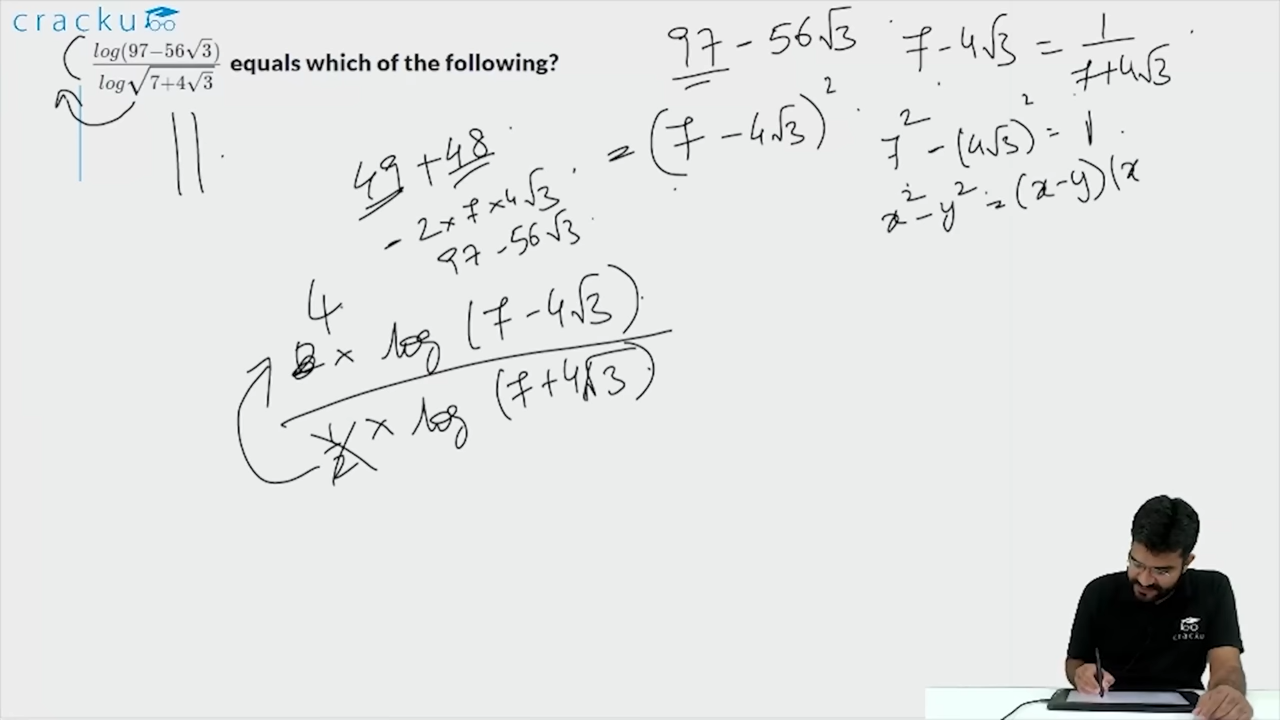 cracku
log(97−56√3) / log√(7+4√3) equals which of the following?
97 - 56√3
7 - 4√3 = 1/(7+4√3)
= (7 - 4√3)²
7² - (4√3)² = 1
x² - y² = (x-y)(x
49 + 48
- 2 × 7 × 4√3
97 - 56√3
4
× log (7 - 4√3)
1/2 × log (7 + 4√3)
cracku